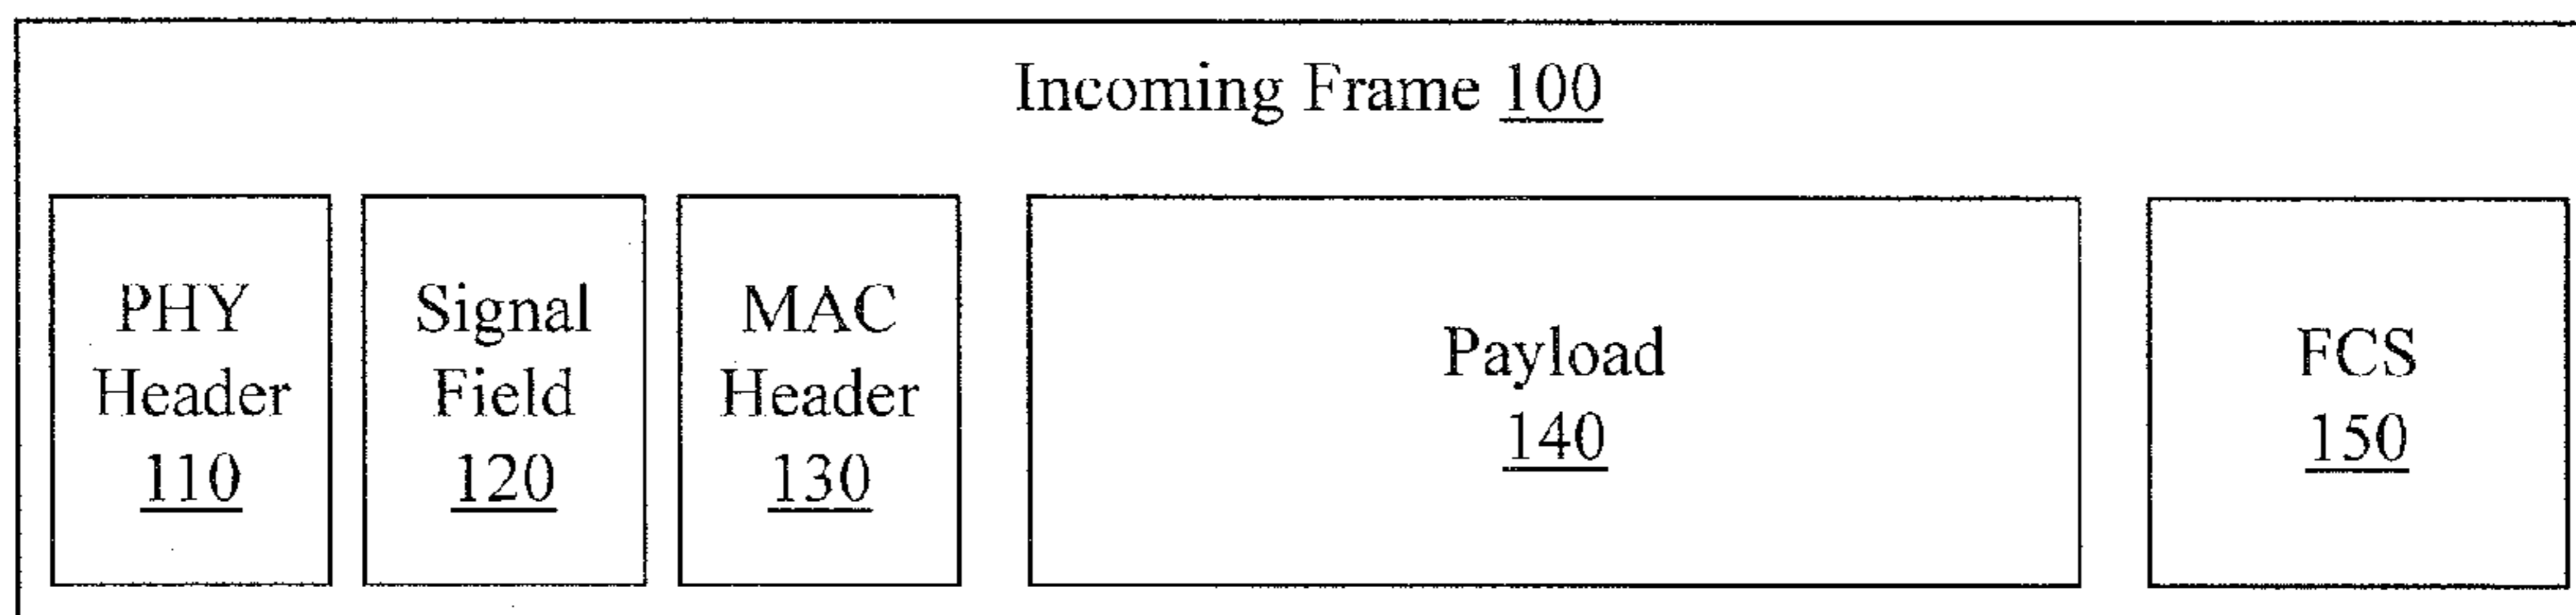 Incoming Frame 100
PHY
Header
110
Signal
Field
120
MAC
Header
130
Payload
140
FCS
150